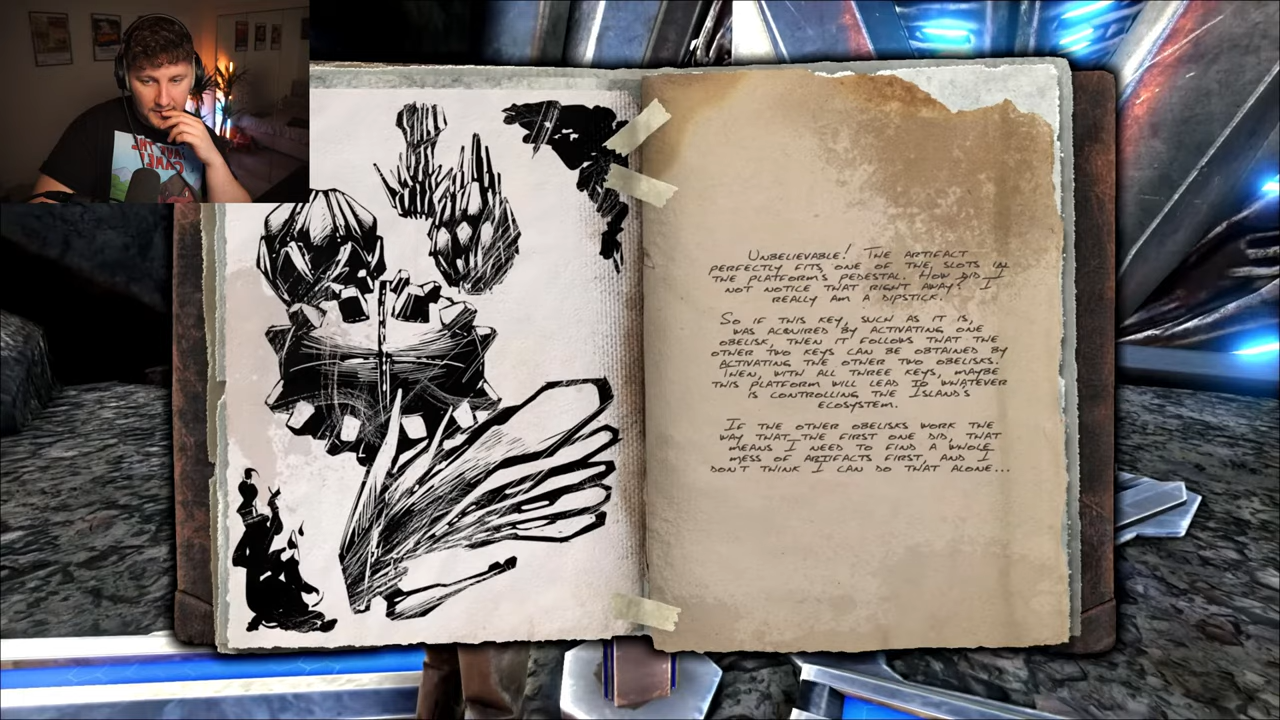 UNBELIEVABLE! THE ARTIFACT
PERFECTLY FITS ONE OF THE SLOTS IN
THE PLATFORM'S PEDESTAL. HOW DID I
NOT NOTICE THAT RIGHT AWAY? I
REALLY AM A DIPSTICK.
SO IF THIS KEY, SUCH AS IT IS,
WAS ACQUIRED BY ACTIVATING ONE
OBELISK, THEN IT FOLLOWS THAT THE
OTHER TWO KEYS CAN BE OBTAINED BY
ACTIVATING THE OTHER TWO OBELISKS.
THEN, WITH ALL THREE KEYS, MAYBE
THIS PLATFORM WILL LEAD TO WHATEVER
IS CONTROLLING THE ISLAND'S
ECOSYSTEM.
IF THE OTHER OBELISKS WORK THE
WAY THAT THE FIRST ONE DID, THAT
MEANS I NEED TO FIND A WHOLE
MESS OF ARTIFACTS FIRST, AND I
DON'T THINK I CAN DO THAT ALONE...